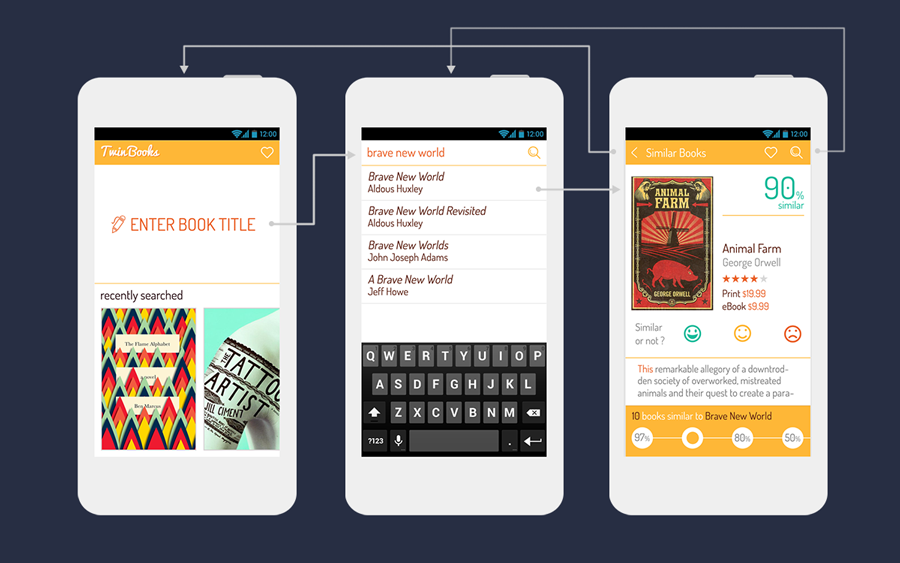 12:00
TwinBooks
ENTER BOOK TITLE
recently searched
The Flame Alphabet
a novel
Ben Marcus
THE
TATTOO
ARTIST
JILL CIMENT
12:00
brave new world
Brave New World
Aldous Huxley
Brave New World Revisited
Aldous Huxley
Brave New Worlds
John Joseph Adams
A Brave New World
Jeff Howe
Q W E R T Y U I O P
A S D F G H J K L
Z X C V B N M
?123 .
12:00
Similar Books
ANIMAL
FARM
GEORGE ORWELL
90%
similar
Animal Farm
George Orwell
Print $19.99
eBook $9.99
Similar
or not ?
This remarkable allegory of a downtrod-
den society of overworked, mistreated
animals and their quest to create a para-
10 books similar to Brave New World
97% 80% 50%